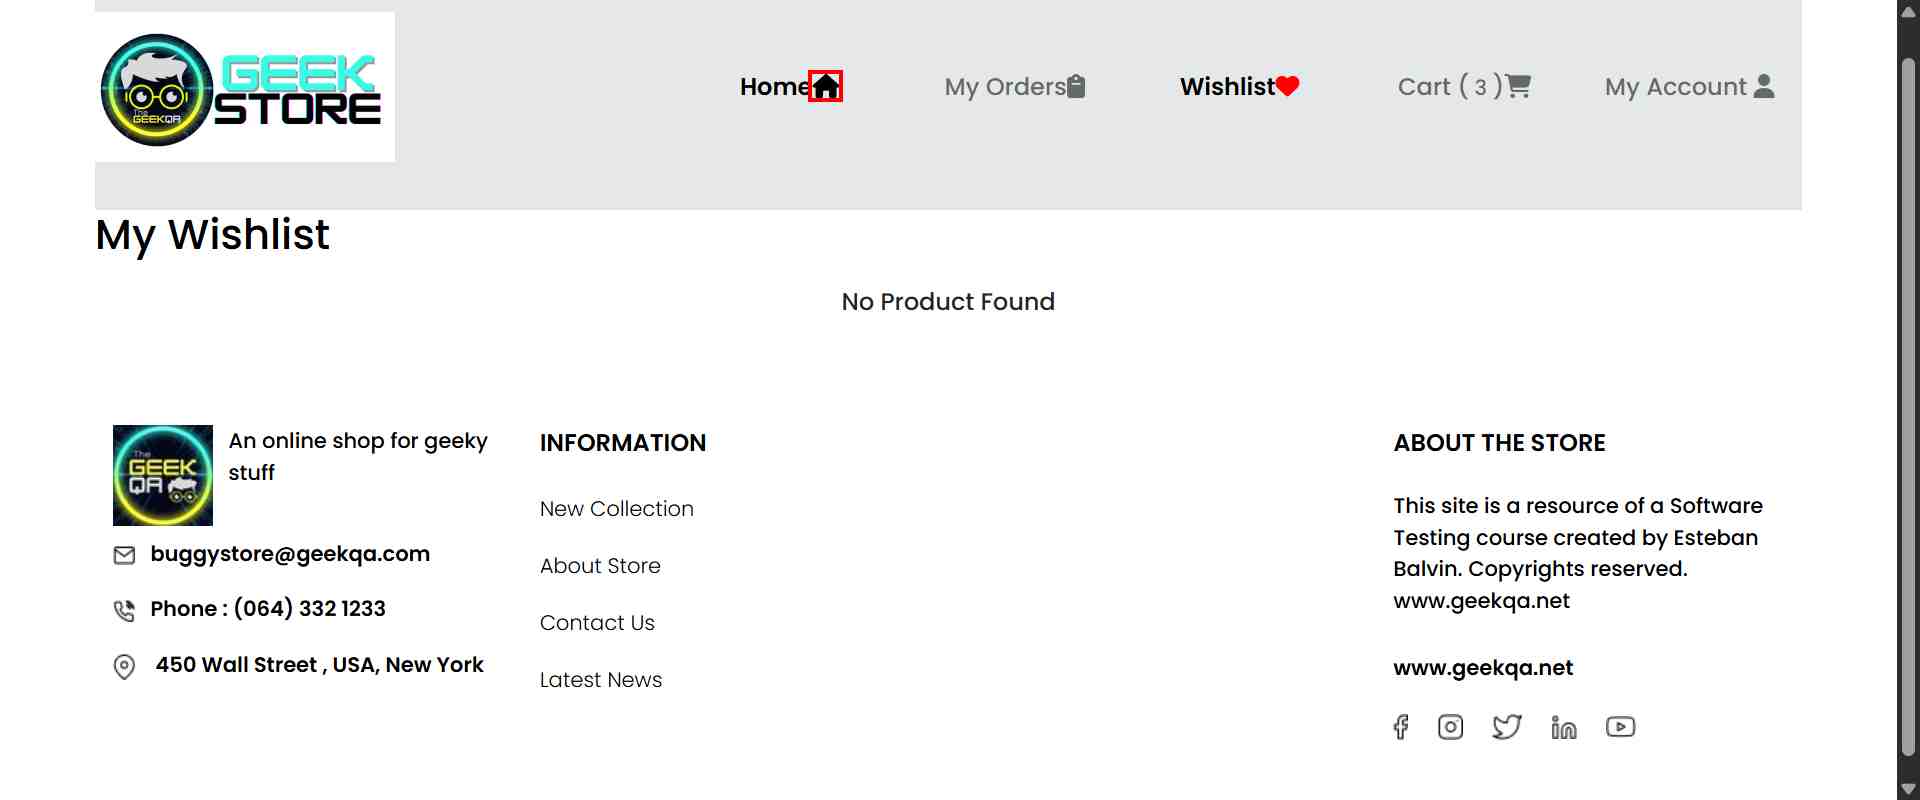 GEEK
STORE
The
GEEKQA
Home
My Orders
Wishlist
Cart ( 3 )
My Account
My Wishlist
No Product Found
The
GEEK
QA
An online shop for geeky
stuff
buggystore@geekqa.com
Phone : (064) 332 1233
450 Wall Street , USA, New York
INFORMATION
New Collection
About Store
Contact Us
Latest News
ABOUT THE STORE
This site is a resource of a Software
Testing course created by Esteban
Balvin. Copyrights reserved.
www.geekqa.net
www.geekqa.net